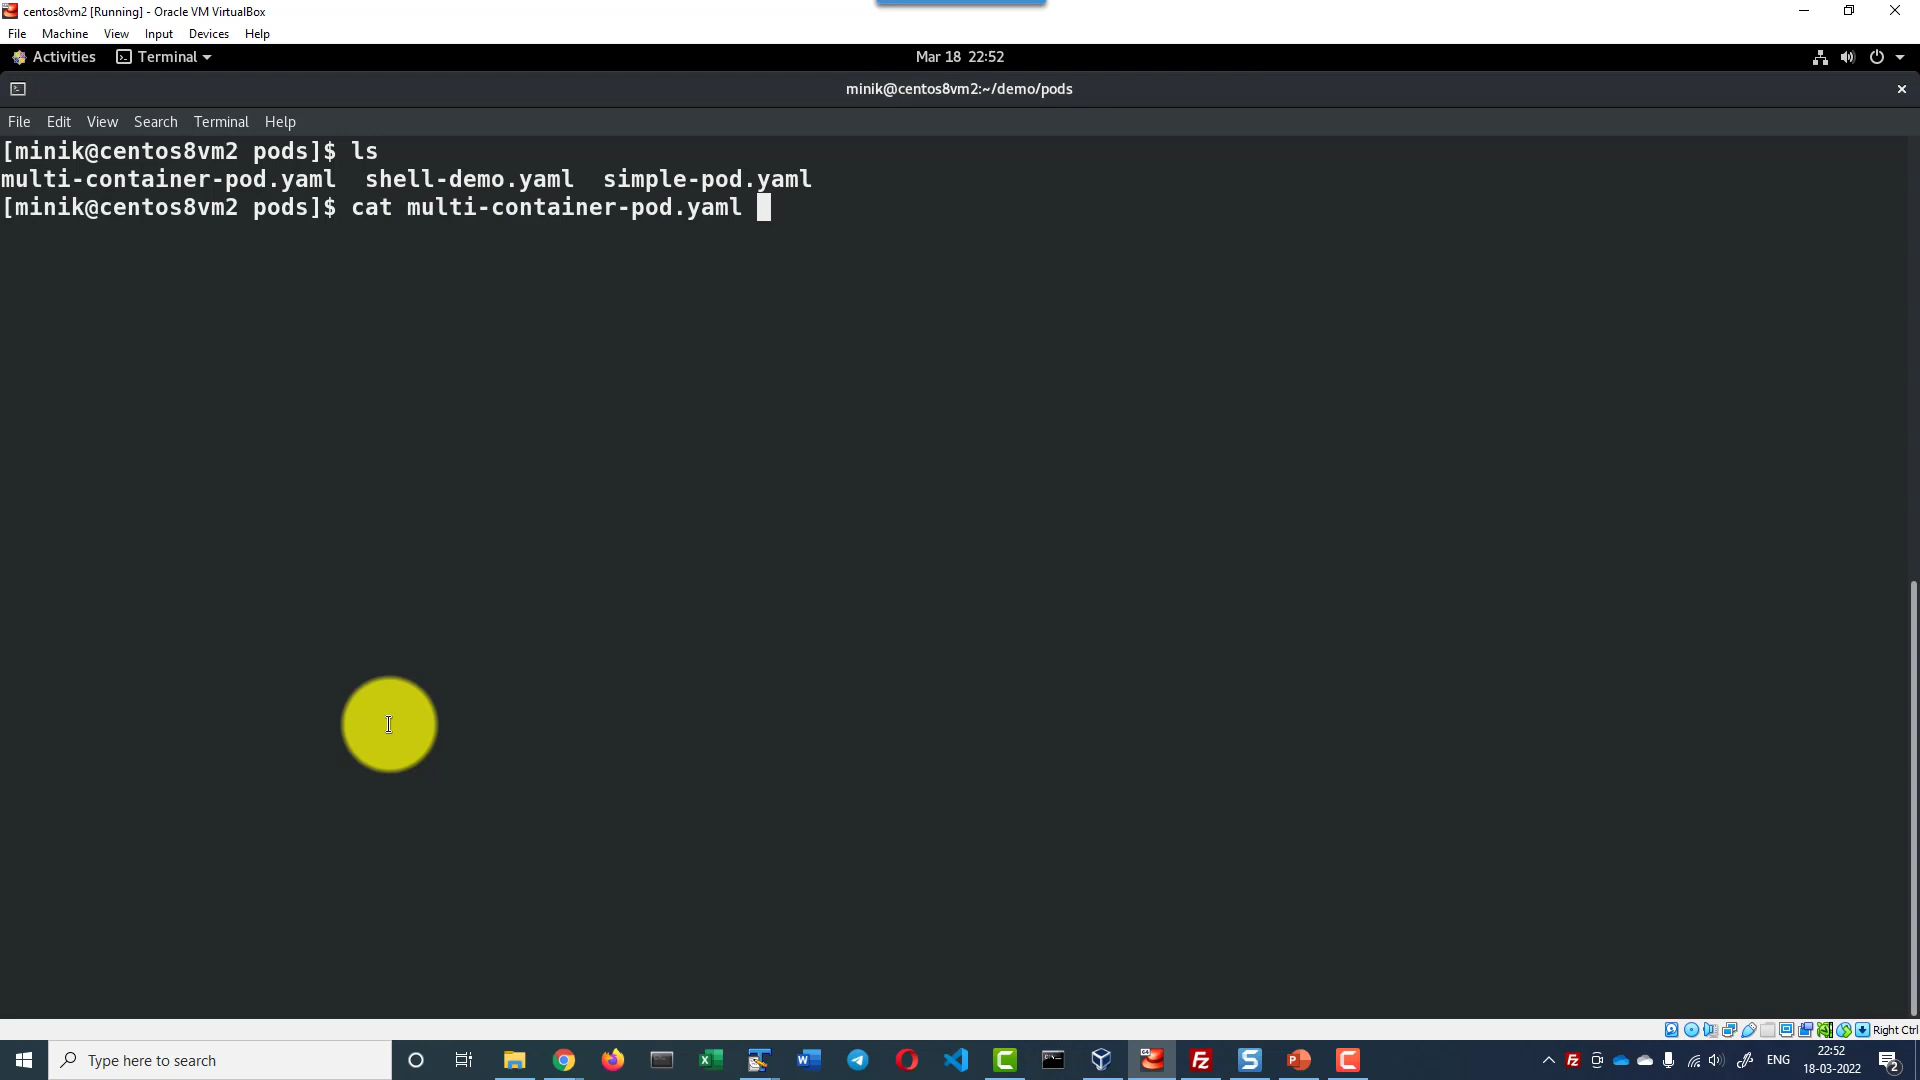 centos8vm2 [Running] - Oracle VM VirtualBox
File Machine View Input Devices Help
Activities Terminal Mar 18 22:52
minik@centos8vm2:~/demo/pods
File Edit View Search Terminal Help
[minik@centos8vm2 pods]$ ls
multi-container-pod.yaml shell-demo.yaml simple-pod.yaml
[minik@centos8vm2 pods]$ cat multi-container-pod.yaml
Right Ctrl
Type here to search
ENG
22:52
18-03-2022
2